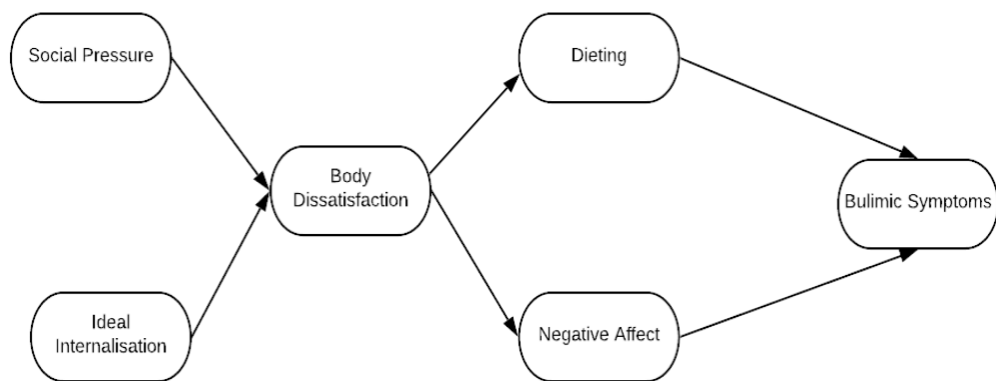 Social Pressure
Dieting
Body
Dissatisfaction
Bulimic Symptoms
Ideal
Internalisation
Negative Affect